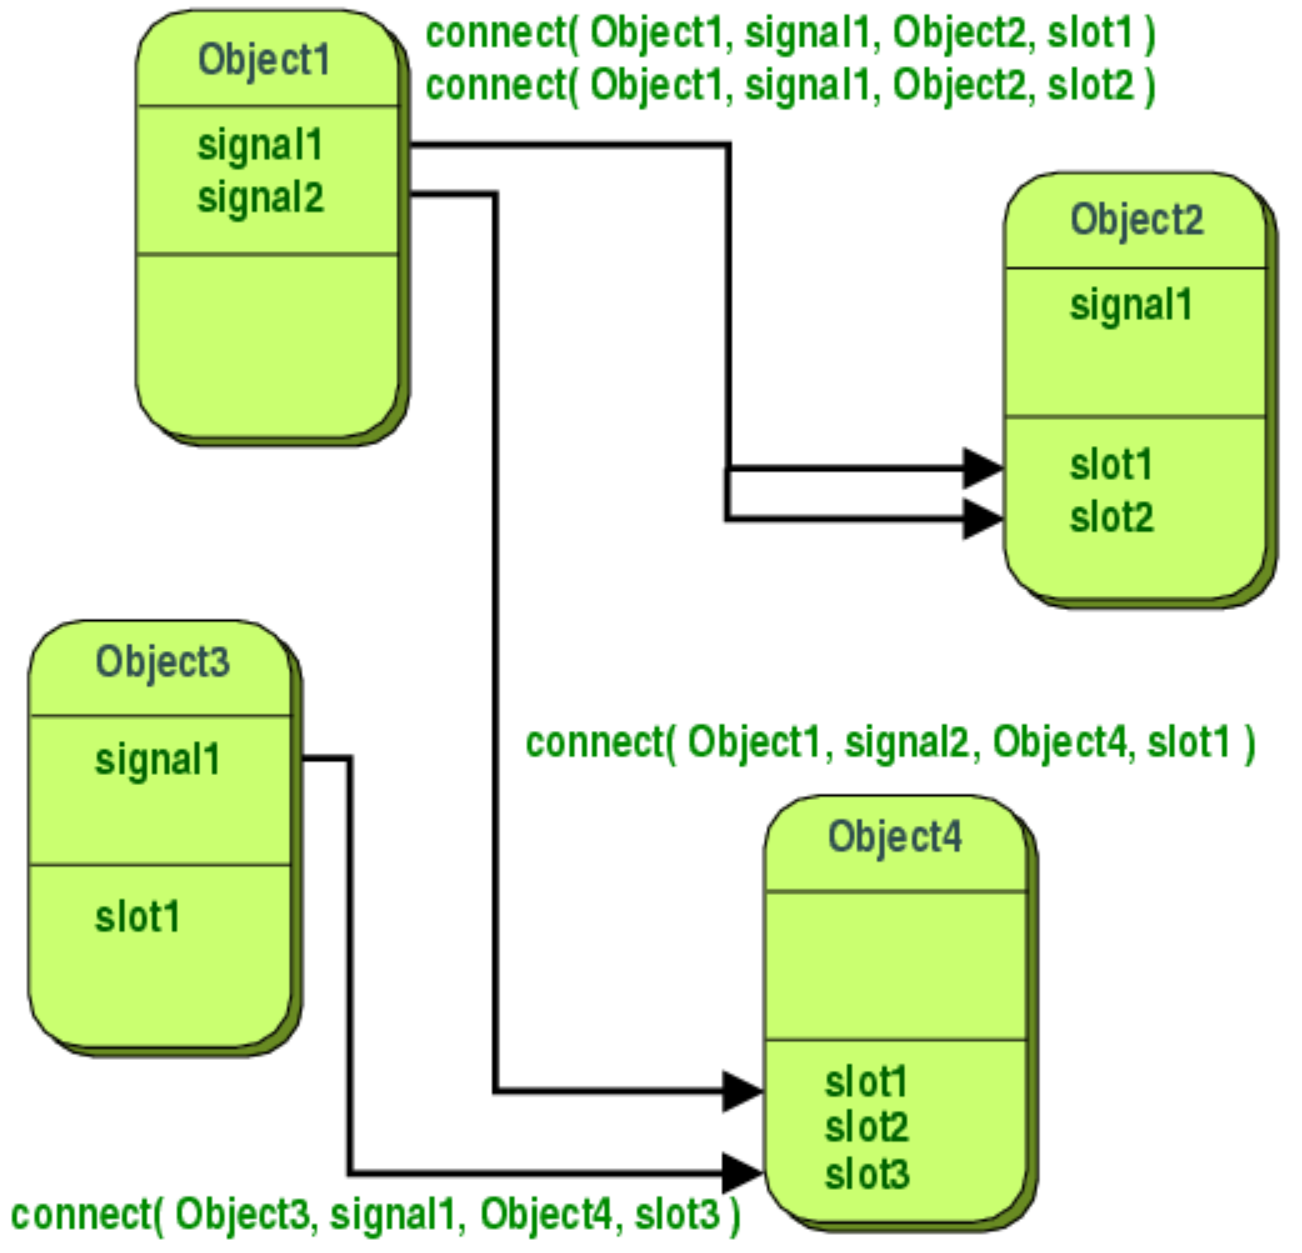 Object1
signal1
signal2
connect( Object1, signal1, Object2, slot1 )
connect( Object1, signal1, Object2, slot2 )
Object2
signal1
slot1
slot2
Object3
signal1
slot1
connect( Object1, signal2, Object4, slot1 )
Object4
slot1
slot2
slot3
connect( Object3, signal1, Object4, slot3 )